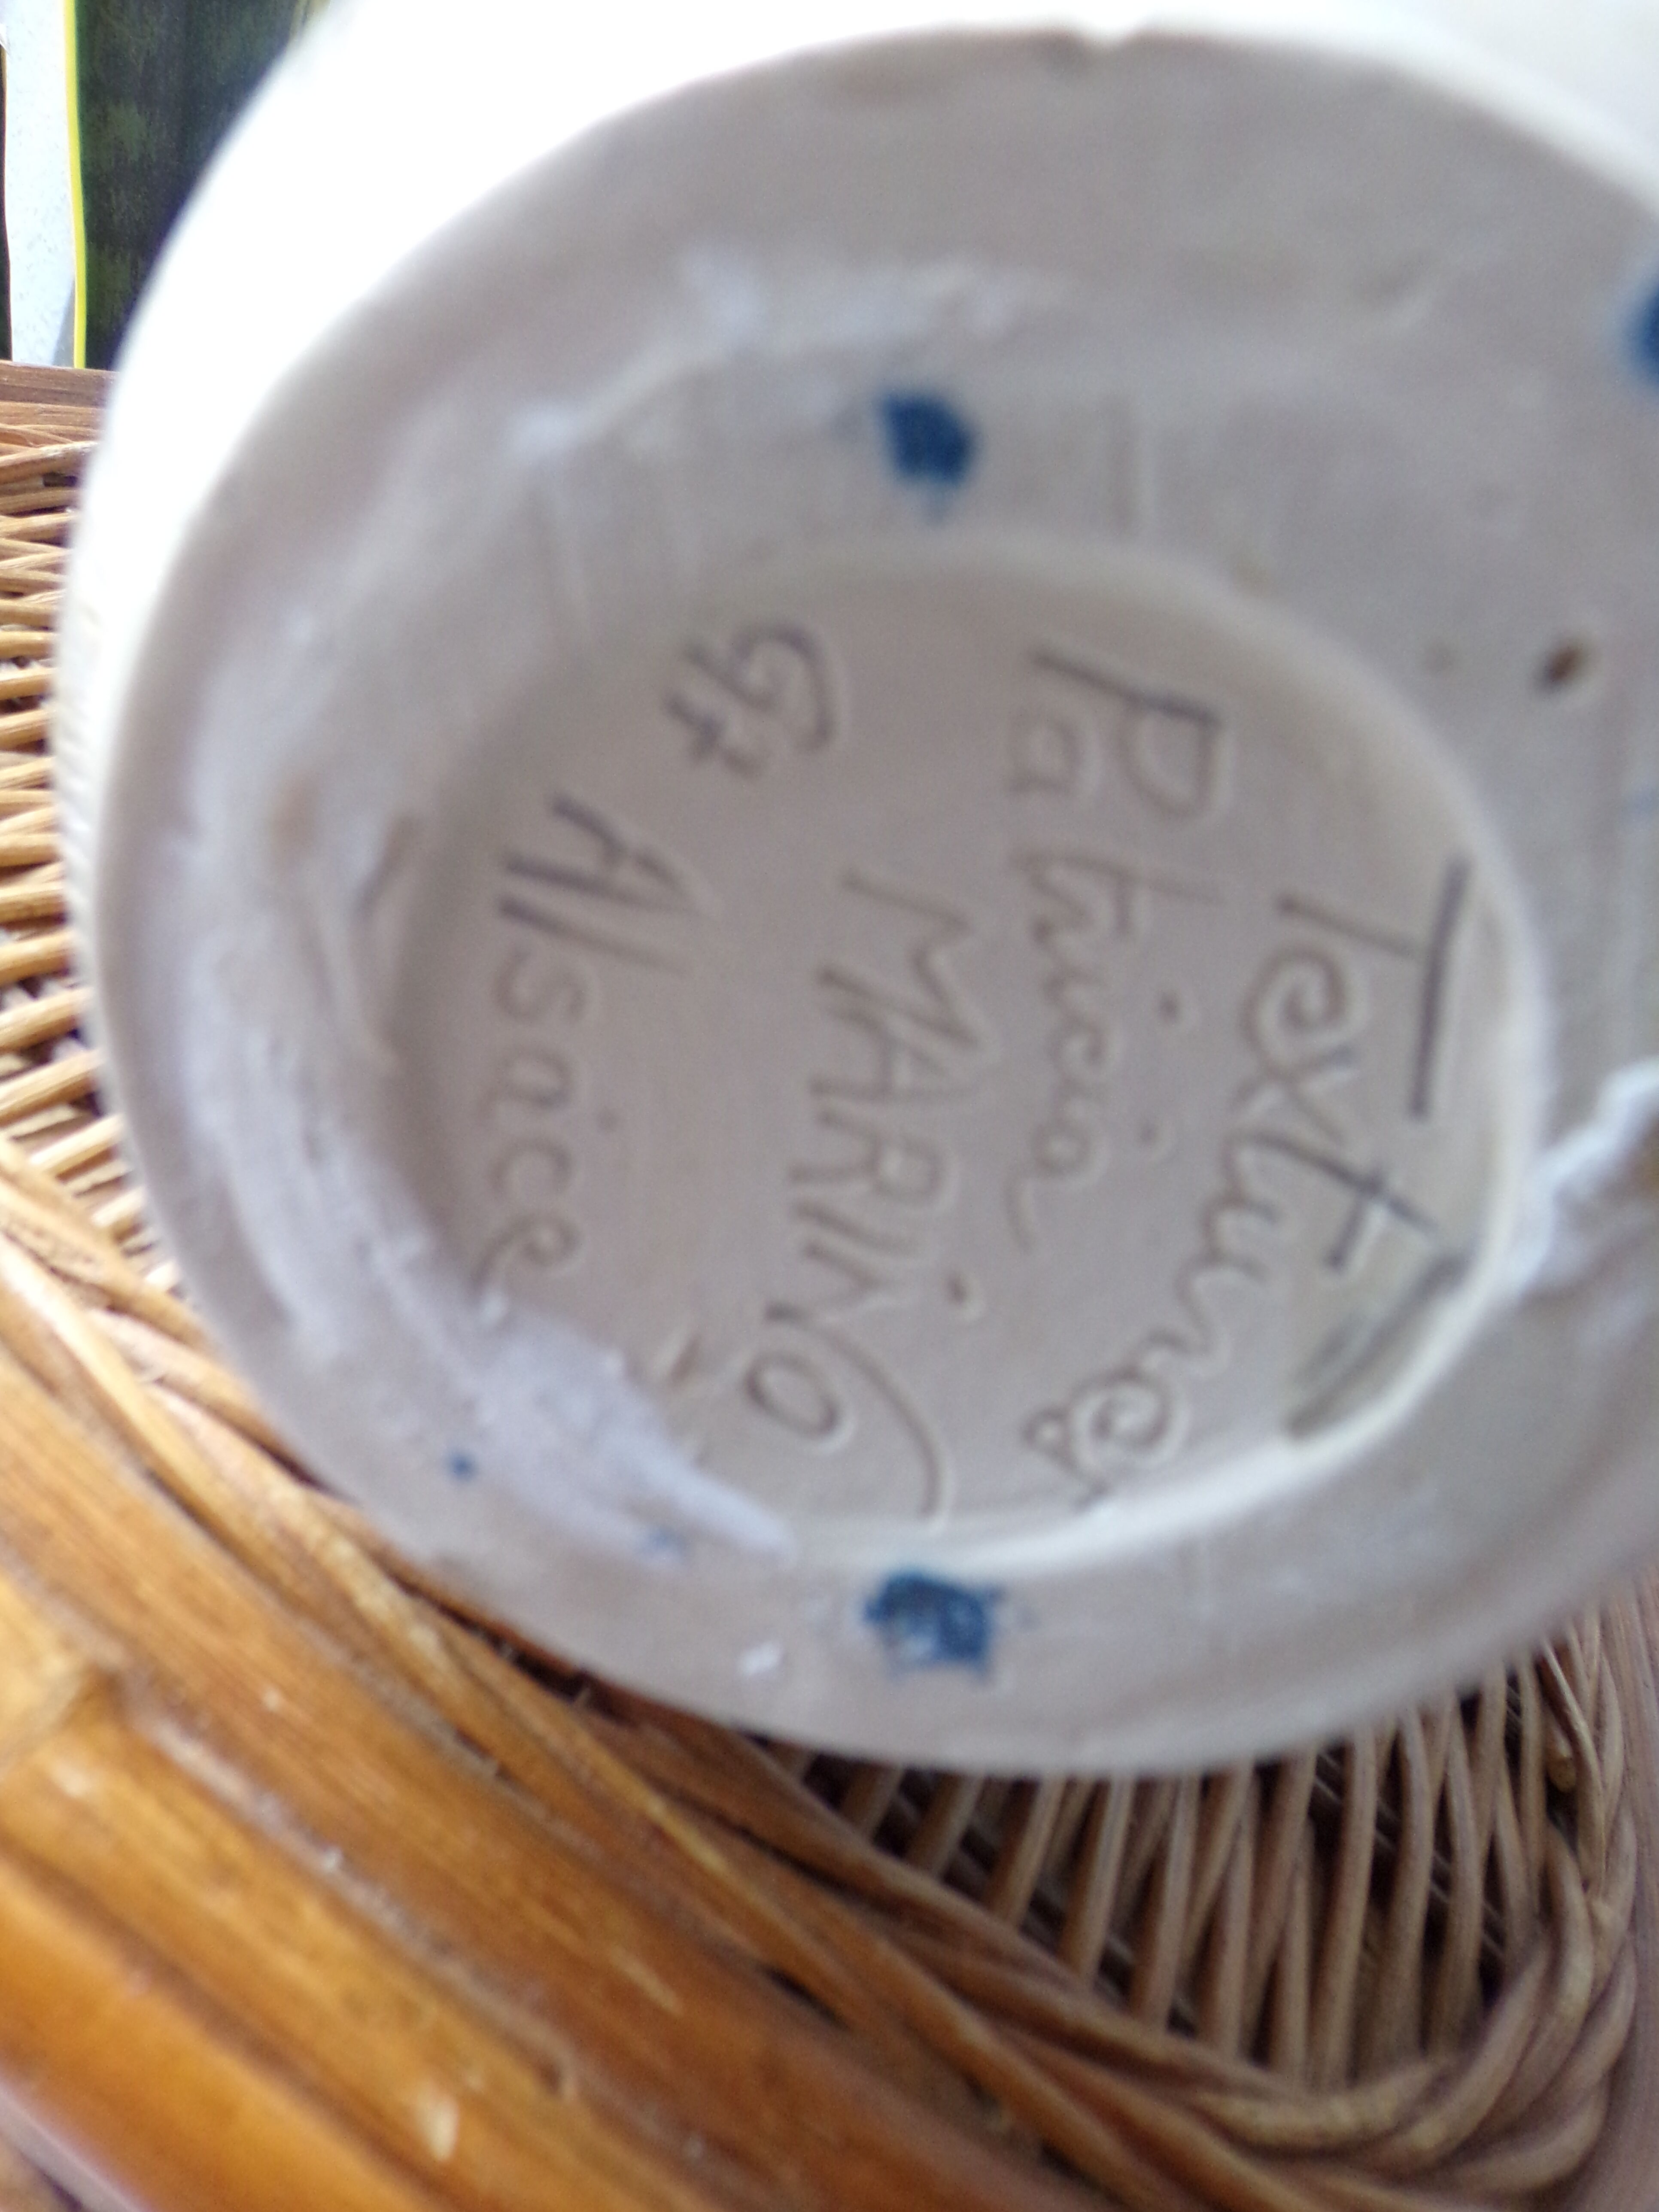 Textures
Patricia
MARINO
Alsace